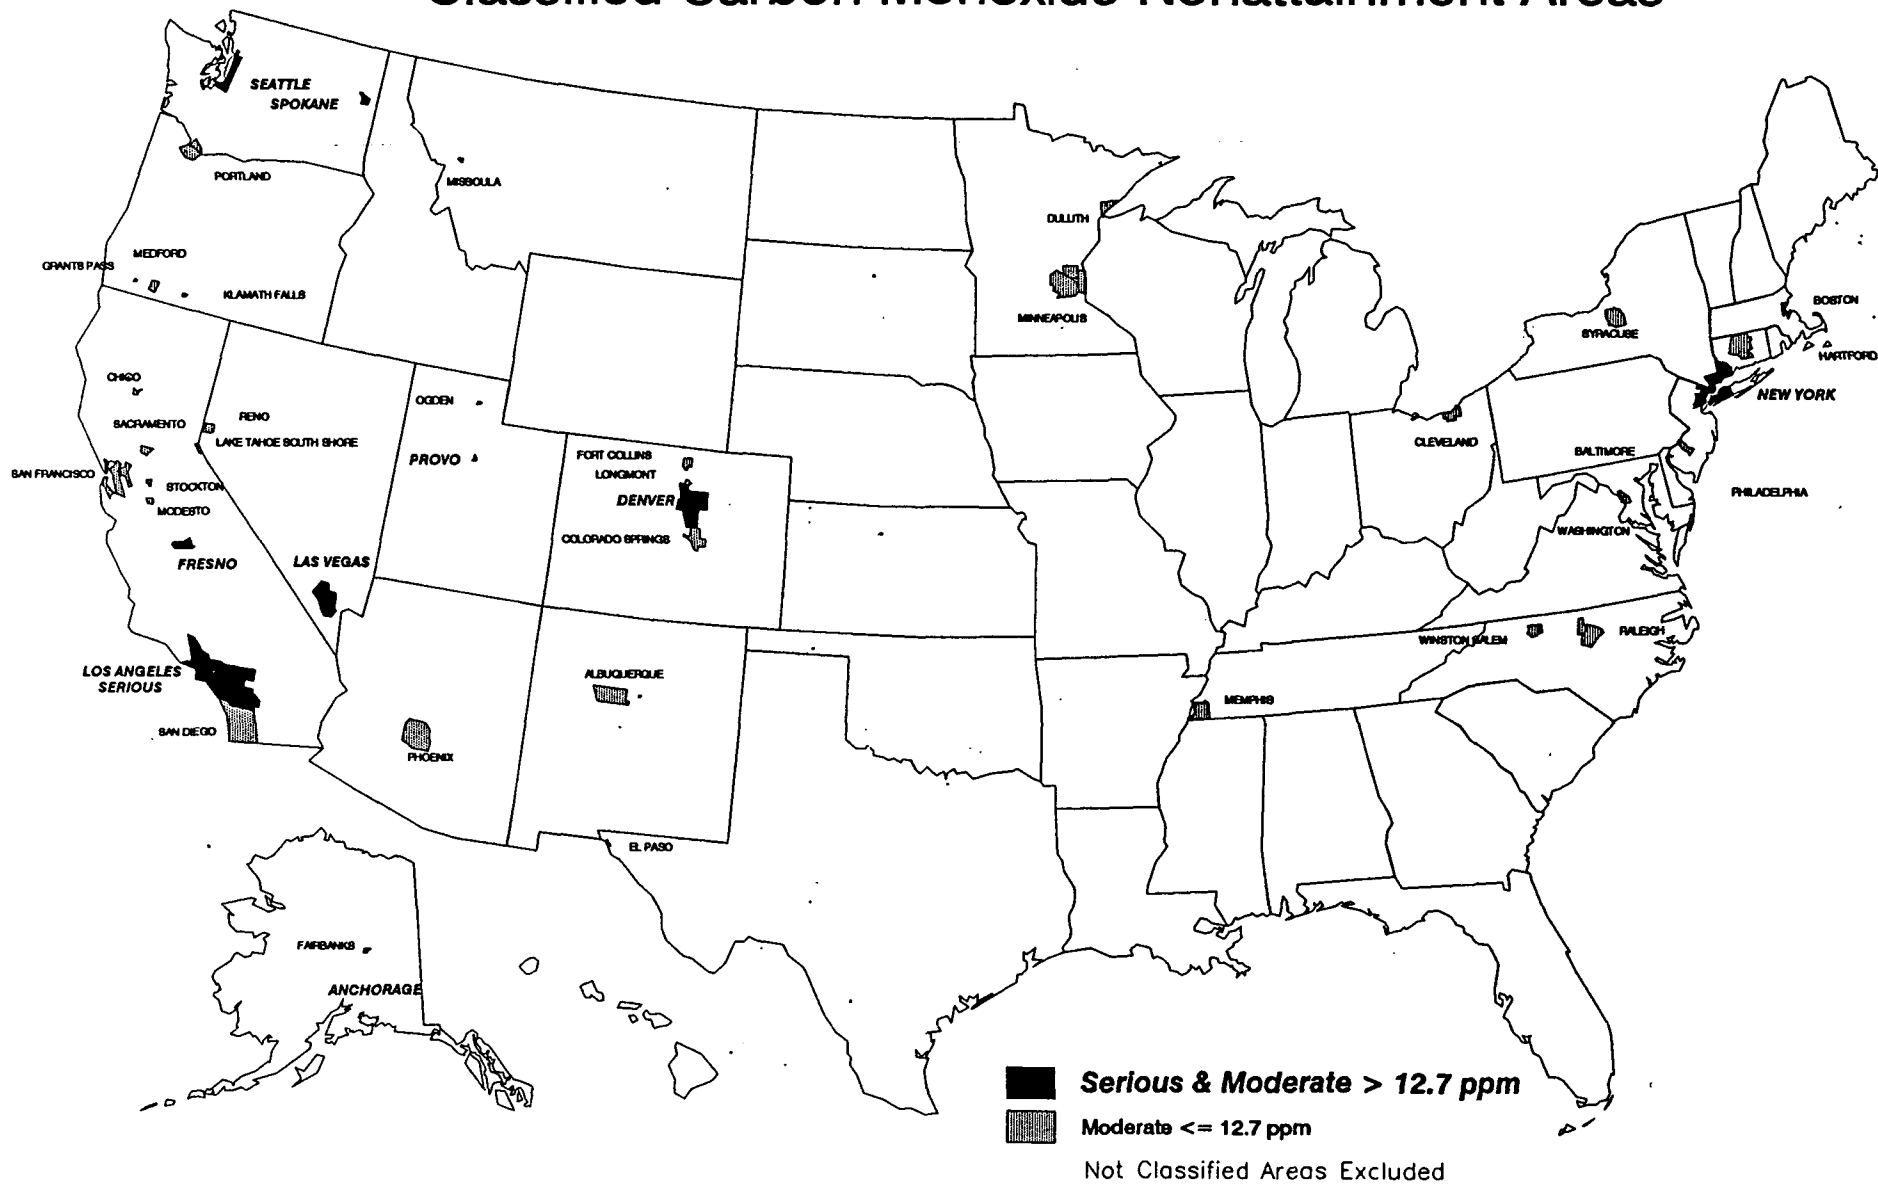 Classified Carbon Monoxide Nonattainment Areas
SEATTLE
SPOKANE
PORTLAND
MISSOULA
DULUTH
MEDFORD
GRANTS PASS
KLAMATH FALLS
MINNEAPOLIS
BOSTON
SYRACUSE
HARTFORD
CHICO
OGDEN
NEW YORK
RENO
SACRAMENTO
LAKE TAHOE SOUTH SHORE
CLEVELAND
BALTIMORE
PROVO
FORT COLLINS
LONGMONT
SAN FRANCISCO
STOCKTON
DENVER
PHILADELPHIA
MODESTO
COLORADO SPRINGS
WASHINGTON
FRESNO
LAS VEGAS
WINSTON SALEM
RALEIGH
LOS ANGELES
SERIOUS
ALBUQUERQUE
MEMPHIS
SAN DIEGO
PHOENIX
EL PASO
FAIRBANKS
ANCHORAGE
Serious & Moderate > 12.7 ppm
Moderate <= 12.7 ppm
Not Classified Areas Excluded